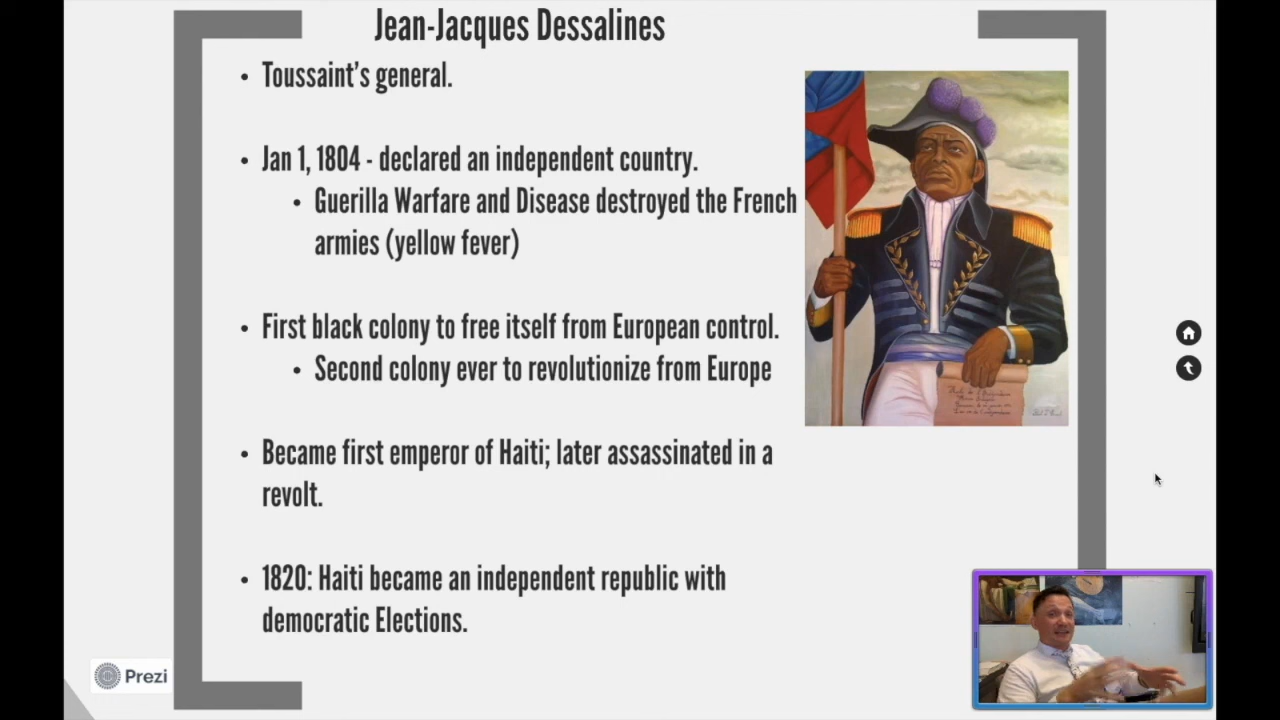 Jean-Jacques Dessalines
• Toussaint's general.
• Jan 1, 1804 - declared an independent country.
• Guerilla Warfare and Disease destroyed the French
armies (yellow fever)
• First black colony to free itself from European control.
• Second colony ever to revolutionize from Europe
• Became first emperor of Haiti; later assassinated in a
revolt.
• 1820: Haiti became an independent republic with
democratic Elections.
Prezi